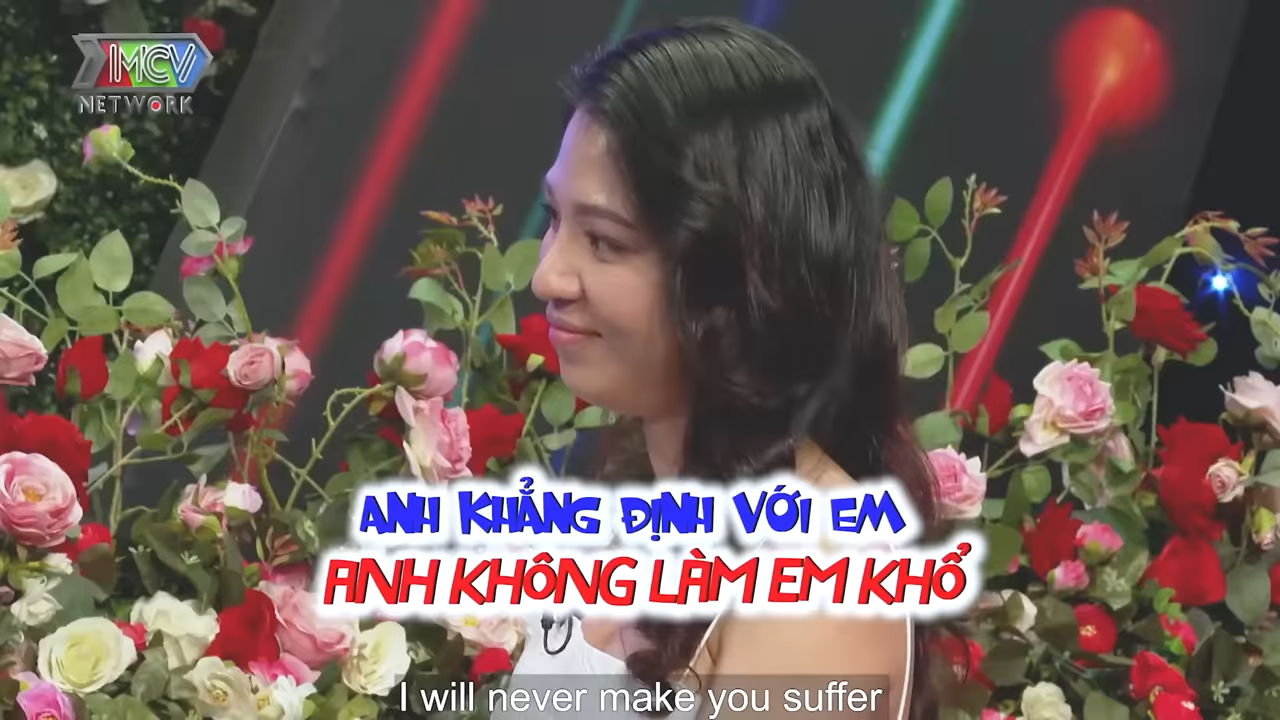 MCV
NETWORK
ANH KHẲNG ĐỊNH VỚI EM
ANH KHÔNG LÀM EM KHỔ
I will never make you suffer